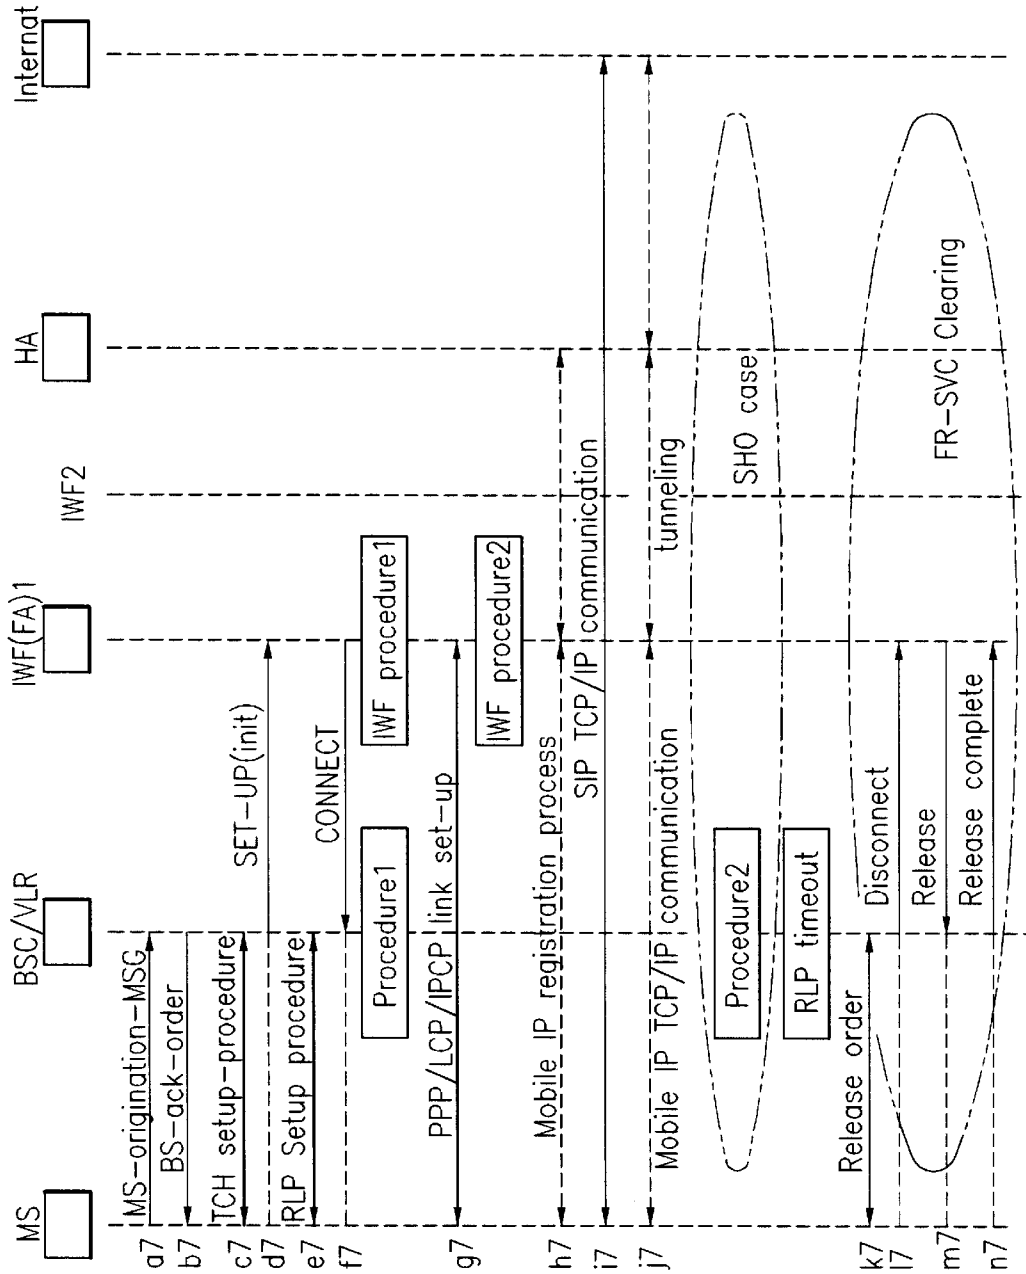 MS
BSC/VLR
IWF(FA)1
IWF2
HA
Internat
a7
MS-origination-MSG
b7
BS-ack-order
c7
TCH setup-procedure
d7
SET-UP(init)
e7
RLP Setup procedure
f7
CONNECT
Procedure1
IWF procedure1
g7
PPP/LCP/IPCP link set-up
IWF procedure2
h7
Mobile IP registration process
i7
SIP TCP/IP communication
j7
Mobile IP TCP/IP communication
tunneling
Procedure2
SHO case
RLP timeout
k7
Release order
l7
Disconnect
m7
Release
FR-SVC Clearing
n7
Release complete